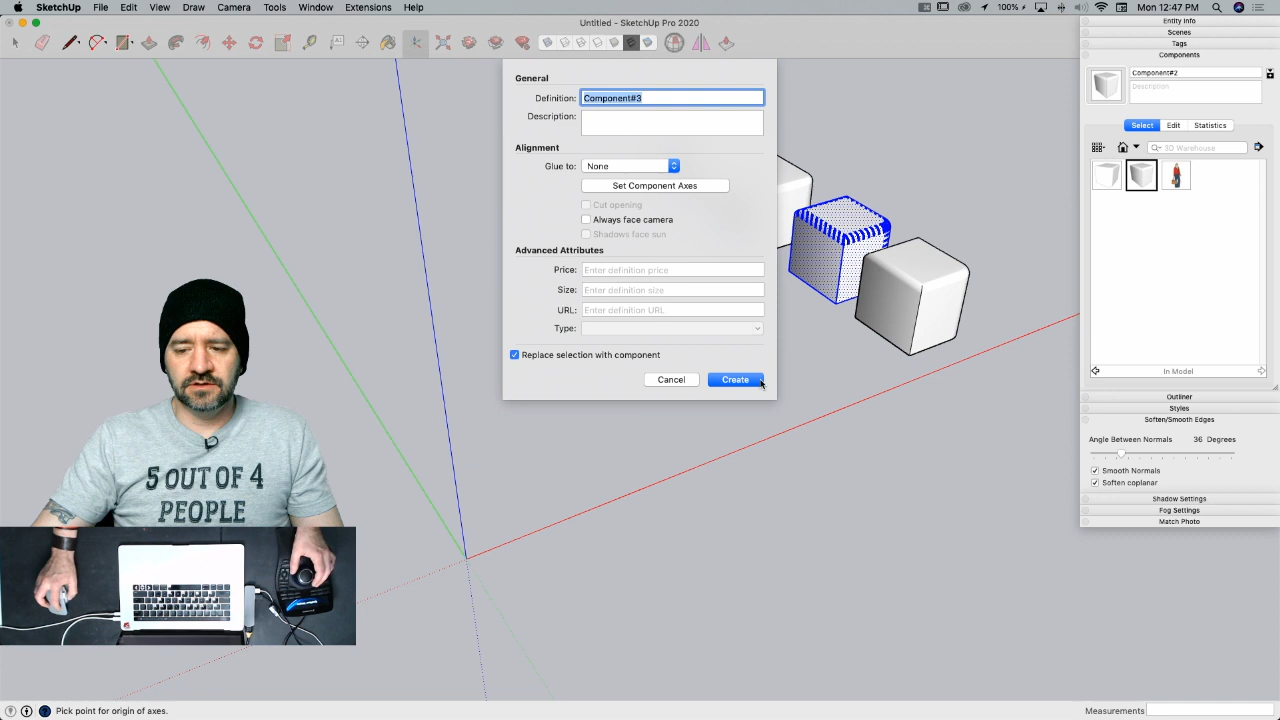 SketchUp File Edit View Draw Camera Tools Window Extensions Help
100% Mon 12:47 PM
Untitled - SketchUp Pro 2020
General
Definition: Component#3
Description:
Alignment
Glue to: None
Set Component Axes
Cut opening
Always face camera
Shadows face sun
Advanced Attributes
Price: Enter definition price
Size: Enter definition size
URL: Enter definition URL
Type:
Replace selection with component
Cancel Create
Entity Info
Scenes
Tags
Components
Component#2
Description
Select Edit Statistics
3D Warehouse
In Model
Outliner
Styles
Soften/Smooth Edges
Angle Between Normals 36 Degrees
Smooth Normals
Soften coplanar
Shadow Settings
Fog Settings
Match Photo
5 OUT OF 4
PEOPLE
Pick point for origin of axes.
Measurements